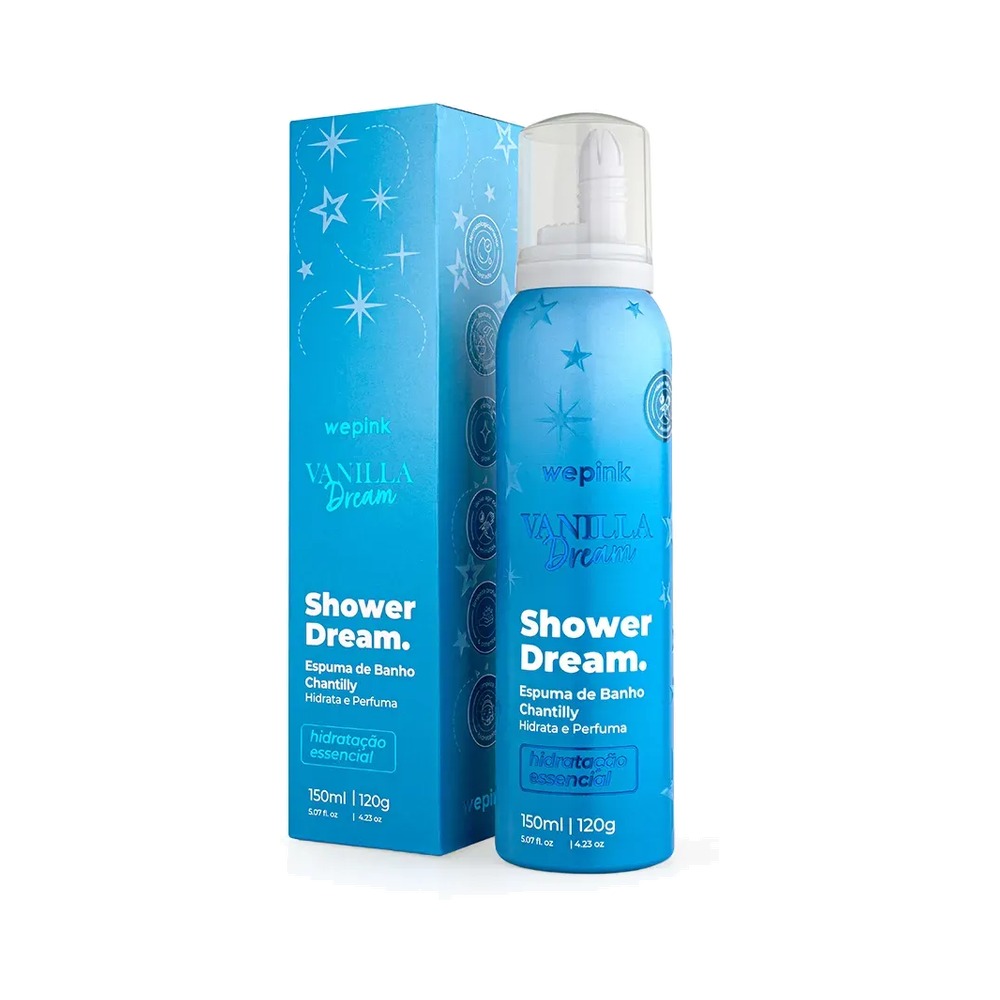 wepink
VANILLA
Dream
Shower
Dream.
Espuma de Banho
Chantilly
Hidrata e Perfuma
hidratação
essencial
150ml | 120g
5.07 fl. oz | 4.23 oz
wepink
wepink
VANILLA
Dream
Shower
Dream.
Espuma de Banho
Chantilly
Hidrata e Perfuma
hidratação
essencial
150ml | 120g
5.07 fl. oz | 4.23 oz